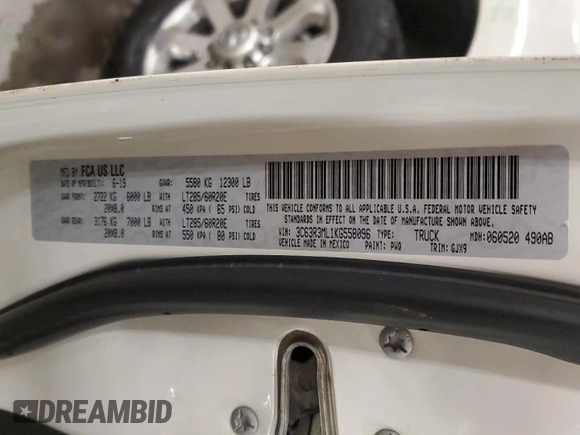 MFD BY FCA US LLC
DATE OF MFR(BUILT): 6-19 GVWR: 5580 KG 12300 LB
GAWR FRONT: 2722 KG 6000 LB WITH LT285/60R20E TIRES
20X8.0 RIMS AT 450 KPA ( 65 PSI) COLD
GAWR REAR: 3176 KG 7000 LB WITH LT285/60R20E TIRES
20X8.0 RIMS AT 550 KPA ( 80 PSI) COLD
THIS VEHICLE CONFORMS TO ALL APPLICABLE U.S.A. FEDERAL MOTOR VEHICLE SAFETY
STANDARDS IN EFFECT ON THE DATE OF MANUFACTURE SHOWN ABOVE
VIN: 3C63R3ML1KG558096 TYPE: TRUCK MDH: 060520 490AB
VEHICLE MADE IN MEXICO PAINT: PW0 TRIM: GJX9
DREAMBID